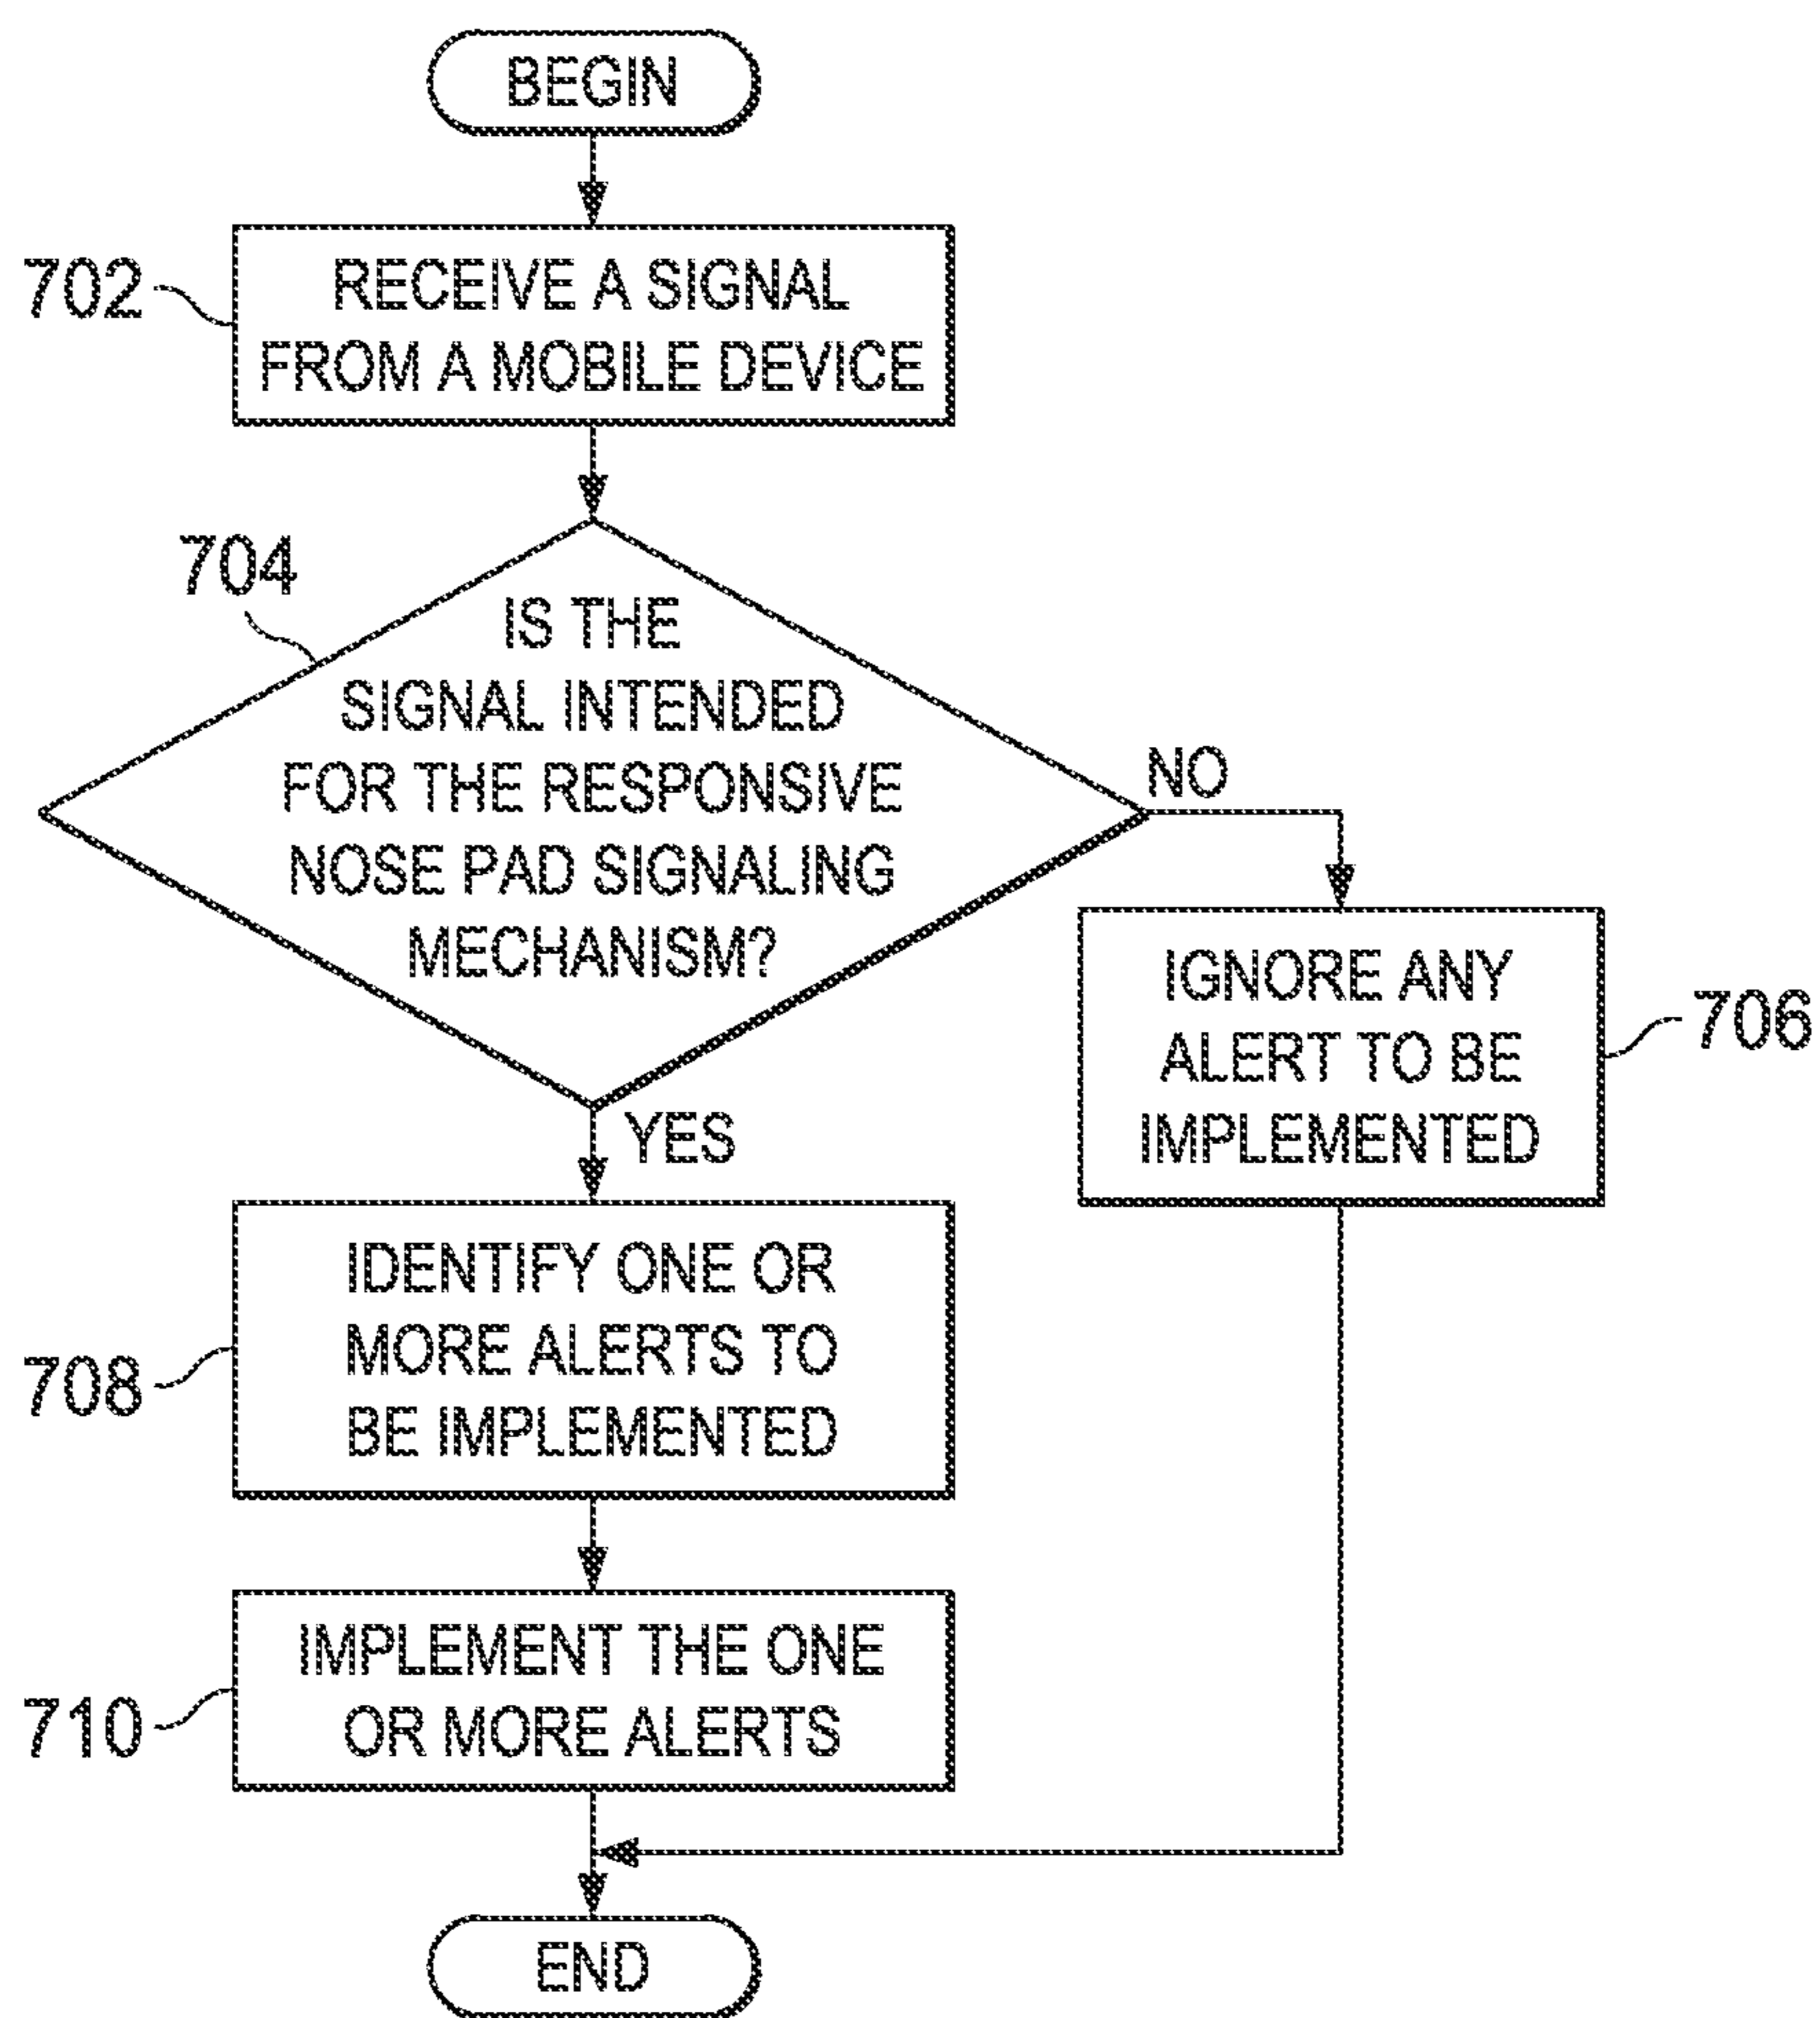 BEGIN
702
RECEIVE A SIGNAL
FROM A MOBILE DEVICE
704
IS THE
SIGNAL INTENDED
FOR THE RESPONSIVE
NOSE PAD SIGNALING
MECHANISM?
NO
YES
IGNORE ANY
ALERT TO BE
IMPLEMENTED
706
708
IDENTIFY ONE OR
MORE ALERTS TO
BE IMPLEMENTED
710
IMPLEMENT THE ONE
OR MORE ALERTS
END